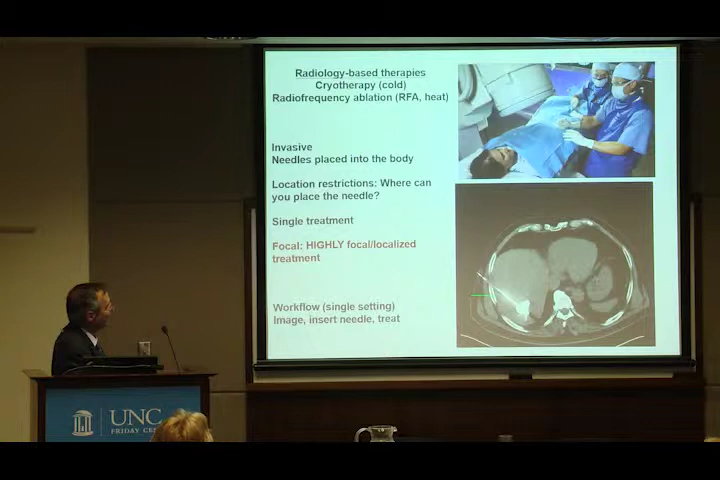 Radiology-based therapies
Cryotherapy (cold)
Radiofrequency ablation (RFA, heat)
Invasive
Needles placed into the body
Location restrictions: Where can
you place the needle?
Single treatment
Focal: HIGHLY focal/localized
treatment
Workflow (single setting)
Image, insert needle, treat
UNC
FRIDAY